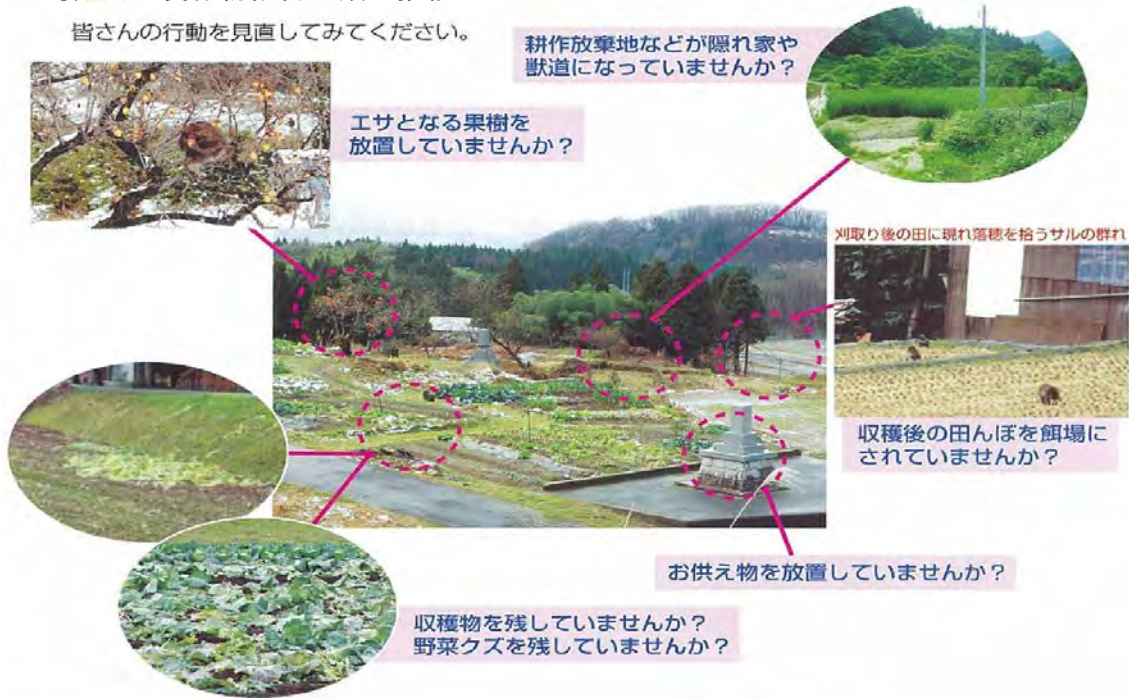 皆さんの行動を見直してみてください。
耕作放棄地などが隠れ家や
獣道になっていませんか？
エサとなる果樹を
放置していませんか？
刈取り後の田に現れ落穂を拾うサルの群れ
収穫後の田んぼを餌場に
されていませんか？
お供え物を放置していませんか？
収穫物を残していませんか？
野菜クズを残していませんか？